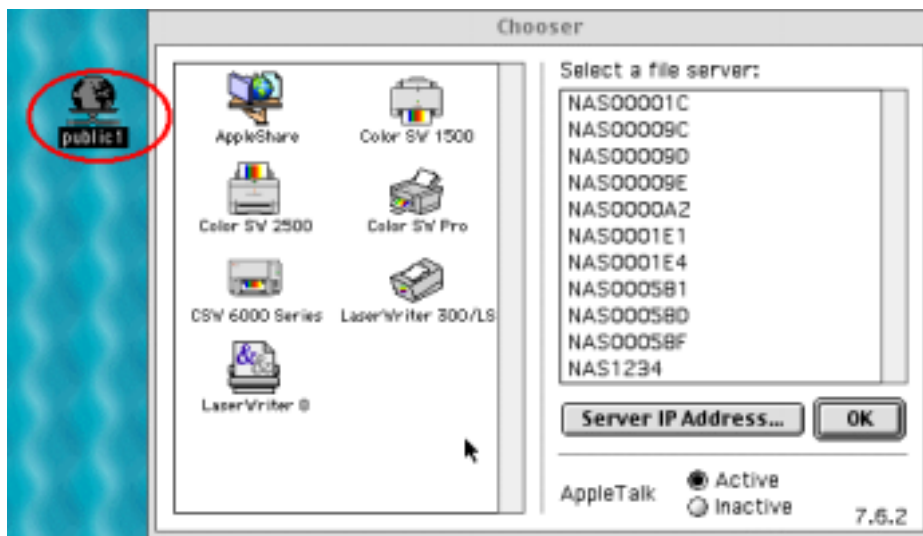 Chooser
public1
AppleShare
Color SW 1500
Color SW 2500
Color SW Pro
CSW 6000 Series
LaserWriter 300/LS
LaserWriter 8
Select a file server:
NAS00001C
NAS00009C
NAS00009D
NAS00009E
NAS0000A2
NAS0001E1
NAS0001E4
NAS000581
NAS00058D
NAS00058F
NAS1234
Server IP Address...
OK
AppleTalk
Active
Inactive
7.6.2